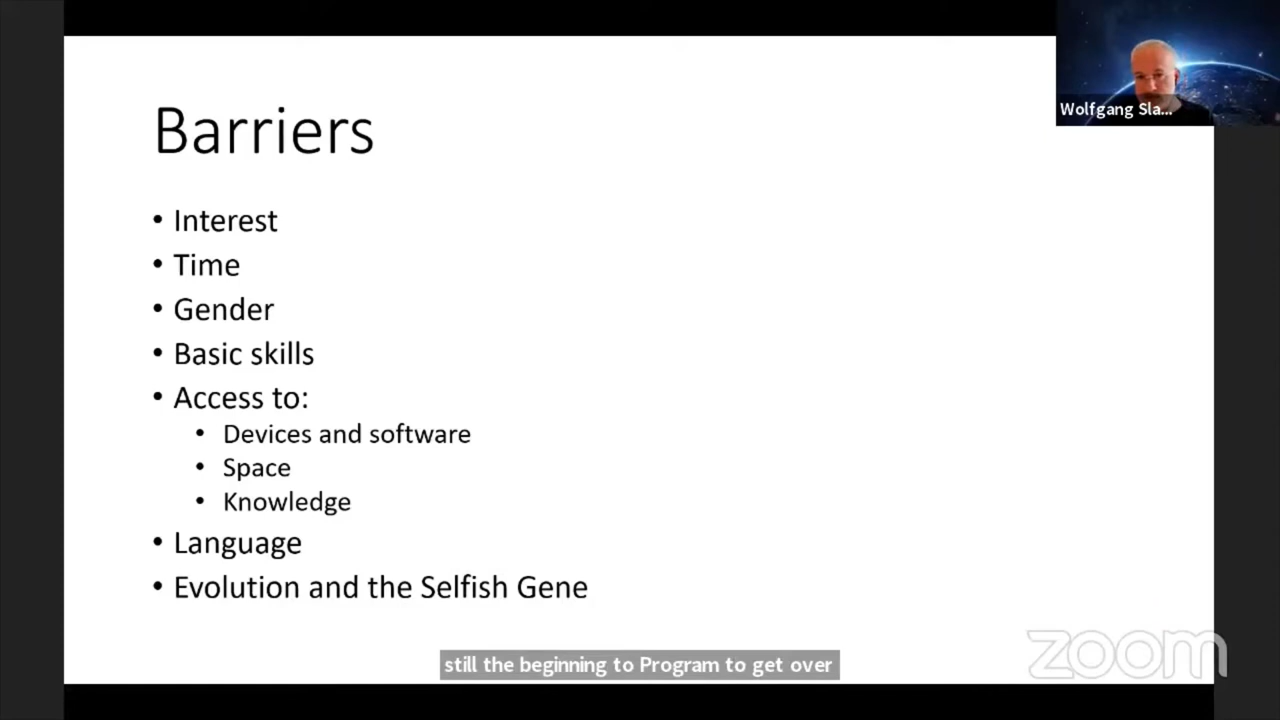 Barriers
Wolfgang Sla...
• Interest
• Time
• Gender
• Basic skills
• Access to:
• Devices and software
• Space
• Knowledge
• Language
• Evolution and the Selfish Gene
still the beginning to Program to get over
zoom